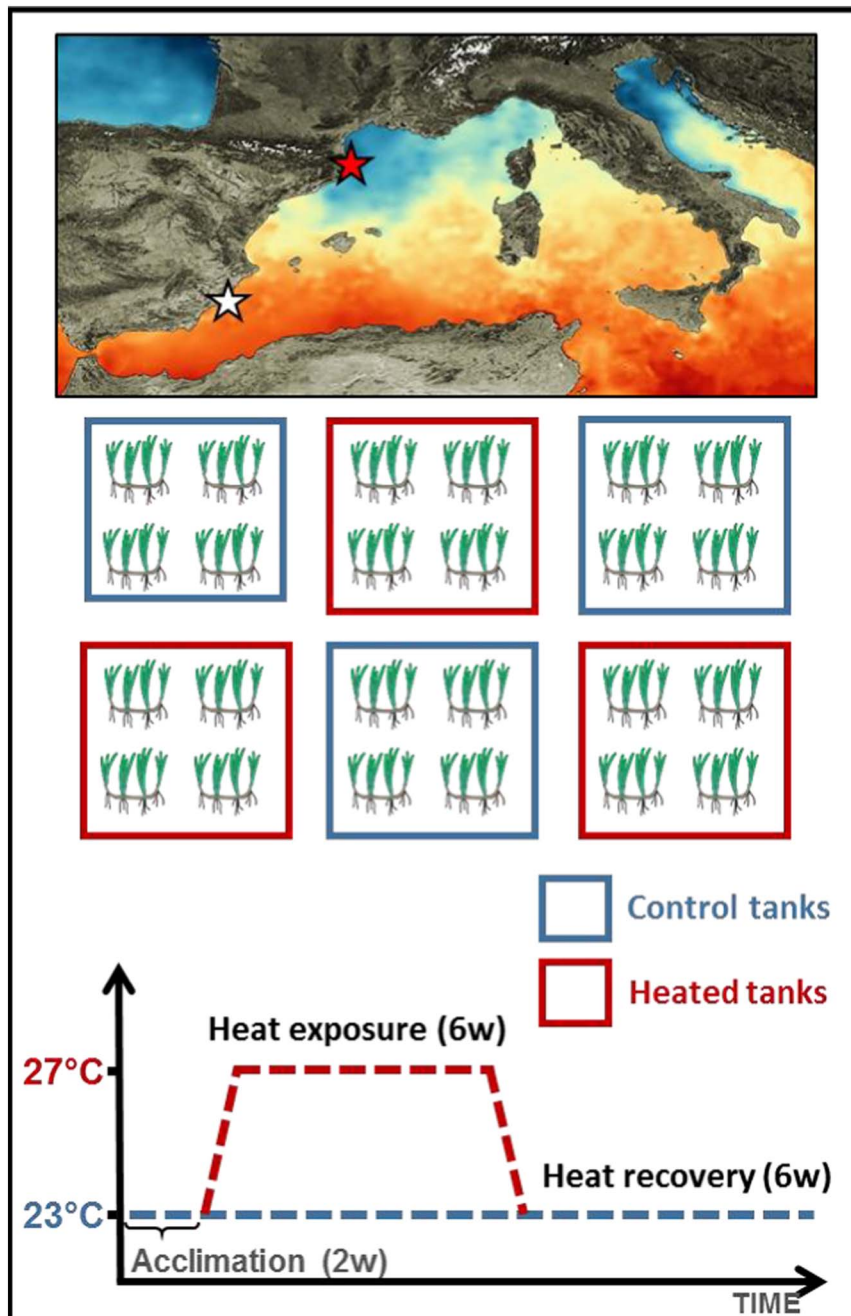 Control tanks
Heated tanks
Heat exposure (6w)
27°C
Heat recovery (6w)
23°C
Acclimation (2w)
TIME